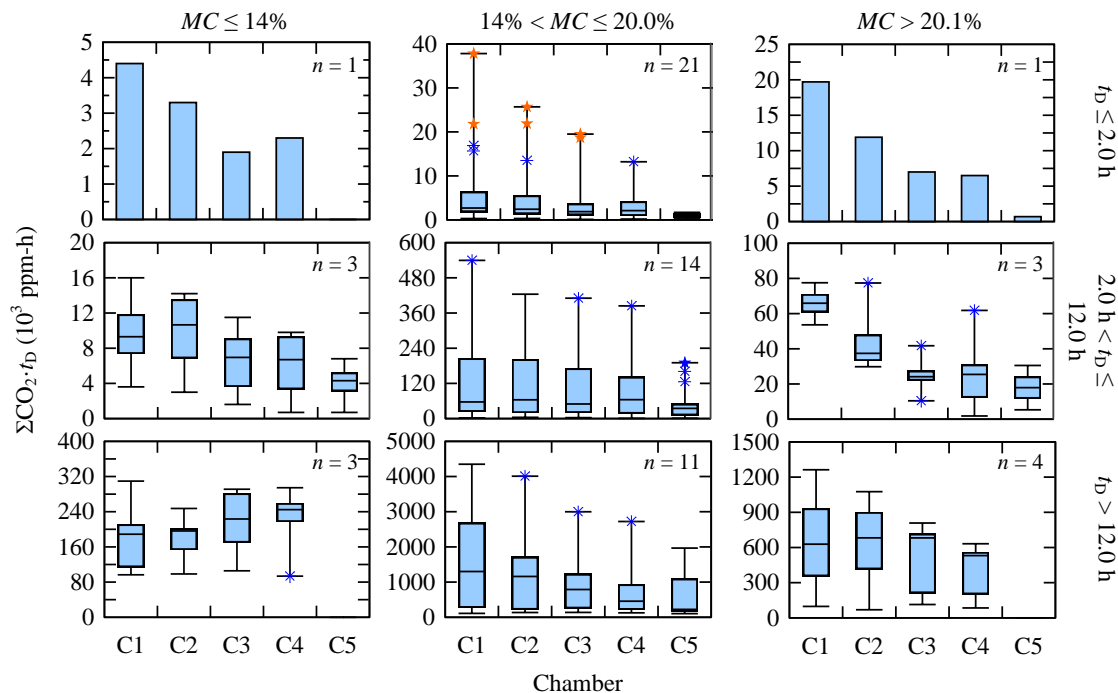 MC ≤ 14%
14% < MC ≤ 20.0%
MC > 20.1%
5
4
3
2
1
0
n = 1
40
30
20
10
0
n = 21
25
20
15
10
5
0
n = 1
t_D ≤ 2.0 h
ΣCO₂·t_D (10³ ppm-h)
20
16
12
8
4
0
n = 3
600
480
360
240
120
0
n = 14
100
80
60
40
20
0
n = 3
2.0 h < t_D ≤
12.0 h
400
320
240
160
80
0
n = 3
5000
4000
3000
2000
1000
0
n = 11
1500
1200
900
600
300
0
n = 4
t_D > 12.0 h
C1 C2 C3 C4 C5
C1 C2 C3 C4 C5
C1 C2 C3 C4 C5
Chamber